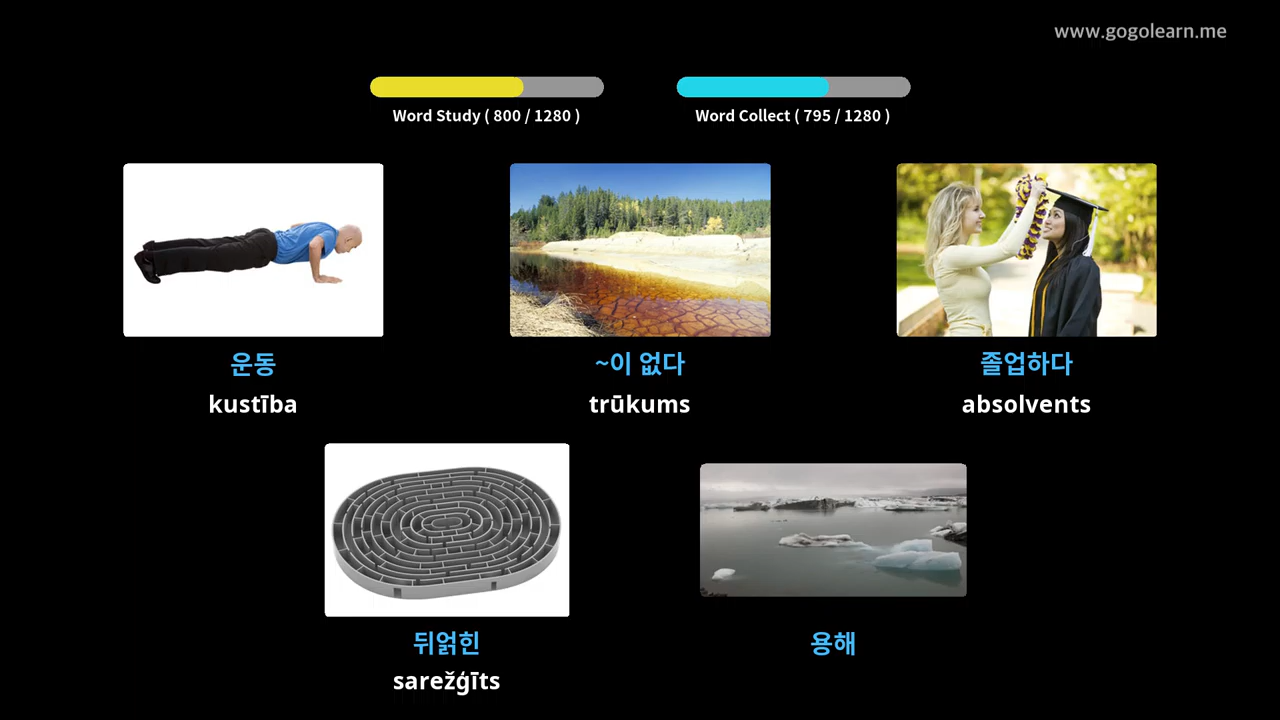 www.gogolearn.me
Word Study ( 800 / 1280 )
Word Collect ( 795 / 1280 )
운동
kustība
~이 없다
trūkums
졸업하다
absolvents
뒤얽힌
sarežģīts
용해